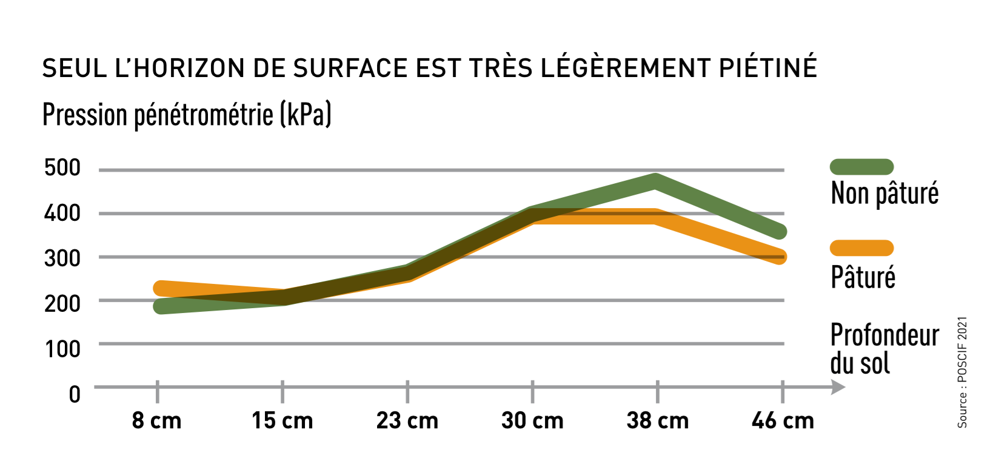 SEUL L’HORIZON DE SURFACE EST TRÈS LÉGÈREMENT PIÉTINÉ
Pression pénétrométrie (kPa)
500
400
300
200
100
0
8 cm
15 cm
23 cm
30 cm
38 cm
46 cm
Non pâturé
Pâturé
Profondeur
du sol
Source : POSCIF 2021